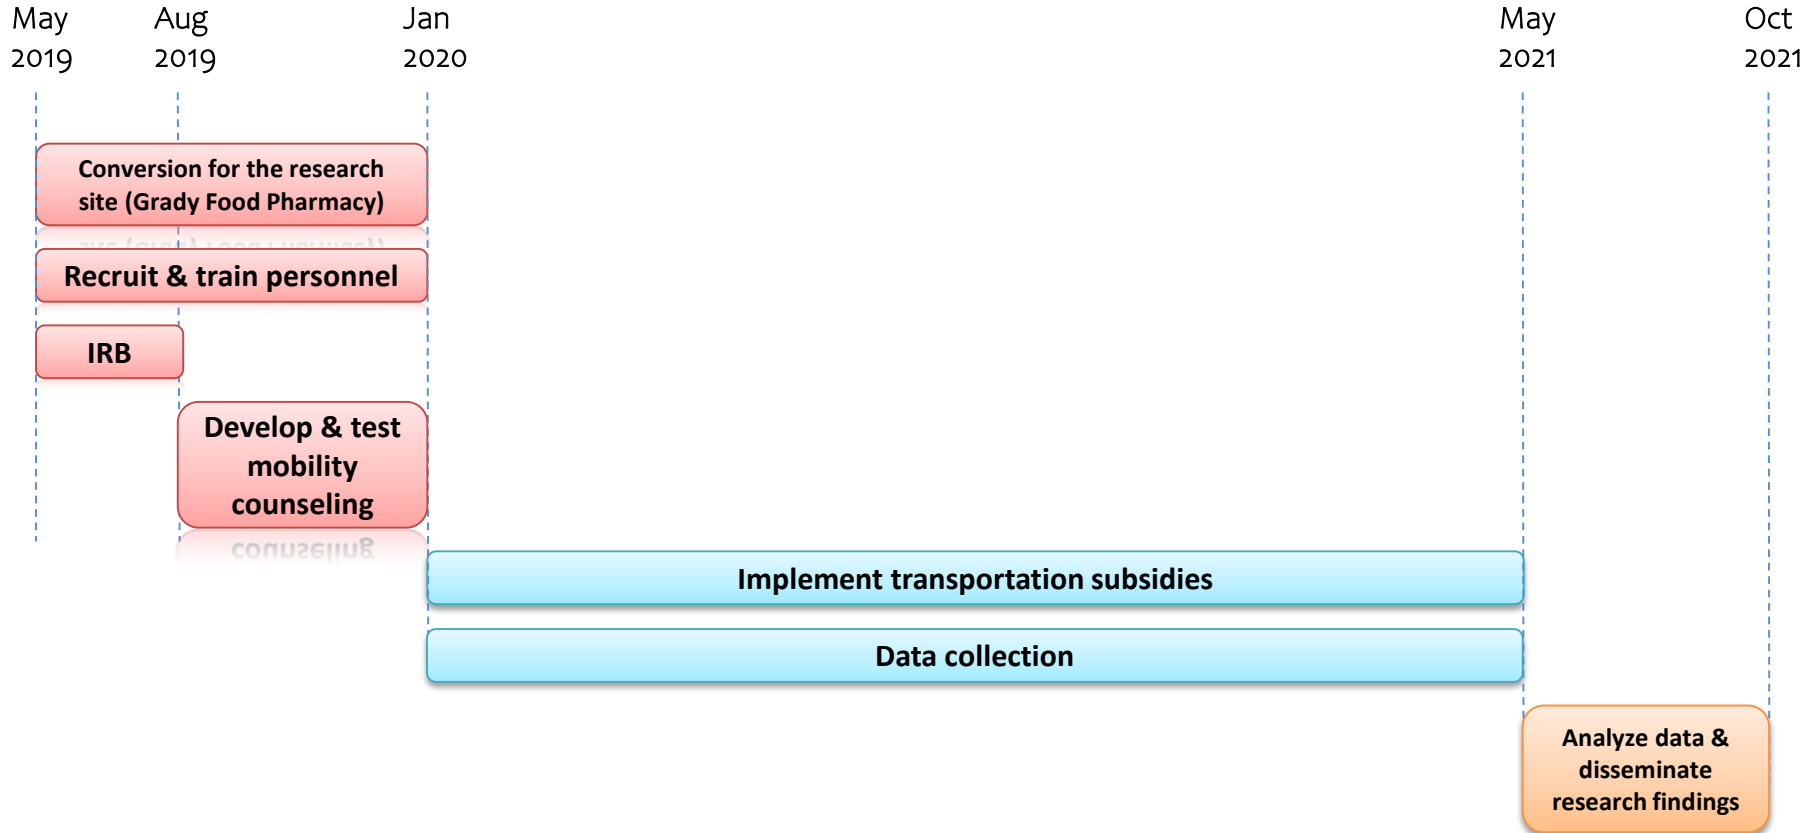 May
2019
Aug
2019
Jan
2020
May
2021
Oct
2021
Conversion for the research
site (Grady Food Pharmacy)
Recruit & train personnel
IRB
Develop & test
mobility
counseling
Implement transportation subsidies
Data collection
Analyze data &
disseminate
research findings